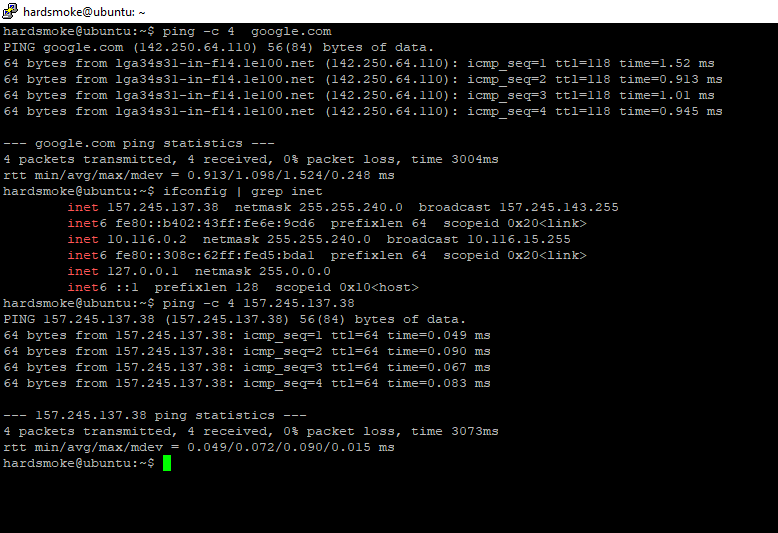 hardsmoke@ubuntu: ~
hardsmoke@ubuntu:~$ ping -c 4  google.com
PING google.com (142.250.64.110) 56(84) bytes of data.
64 bytes from lga34s31-in-f14.1e100.net (142.250.64.110): icmp_seq=1 ttl=118 time=1.52 ms
64 bytes from lga34s31-in-f14.1e100.net (142.250.64.110): icmp_seq=2 ttl=118 time=0.913 ms
64 bytes from lga34s31-in-f14.1e100.net (142.250.64.110): icmp_seq=3 ttl=118 time=1.01 ms
64 bytes from lga34s31-in-f14.1e100.net (142.250.64.110): icmp_seq=4 ttl=118 time=0.945 ms
--- google.com ping statistics ---
4 packets transmitted, 4 received, 0% packet loss, time 3004ms
rtt min/avg/max/mdev = 0.913/1.098/1.524/0.248 ms
hardsmoke@ubuntu:~$ ifconfig | grep inet
inet 157.245.137.38  netmask 255.255.240.0  broadcast 157.245.143.255
inet6 fe80::b402:43ff:fe6e:9cd6  prefixlen 64  scopeid 0x20<link>
inet 10.116.0.2  netmask 255.255.240.0  broadcast 10.116.15.255
inet6 fe80::308c:62ff:fed5:bda1  prefixlen 64  scopeid 0x20<link>
inet 127.0.0.1  netmask 255.0.0.0
inet6 ::1  prefixlen 128  scopeid 0x10<host>
hardsmoke@ubuntu:~$ ping -c 4 157.245.137.38
PING 157.245.137.38 (157.245.137.38) 56(84) bytes of data.
64 bytes from 157.245.137.38: icmp_seq=1 ttl=64 time=0.049 ms
64 bytes from 157.245.137.38: icmp_seq=2 ttl=64 time=0.090 ms
64 bytes from 157.245.137.38: icmp_seq=3 ttl=64 time=0.067 ms
64 bytes from 157.245.137.38: icmp_seq=4 ttl=64 time=0.083 ms
--- 157.245.137.38 ping statistics ---
4 packets transmitted, 4 received, 0% packet loss, time 3073ms
rtt min/avg/max/mdev = 0.049/0.072/0.090/0.015 ms
hardsmoke@ubuntu:~$